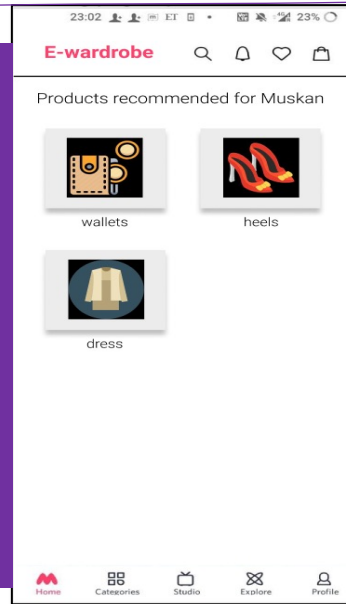 23:02 ET 23%
E-wardrobe
Products recommended for Muskan
wallets heels
dress
Home Categories Studio Explore Profile